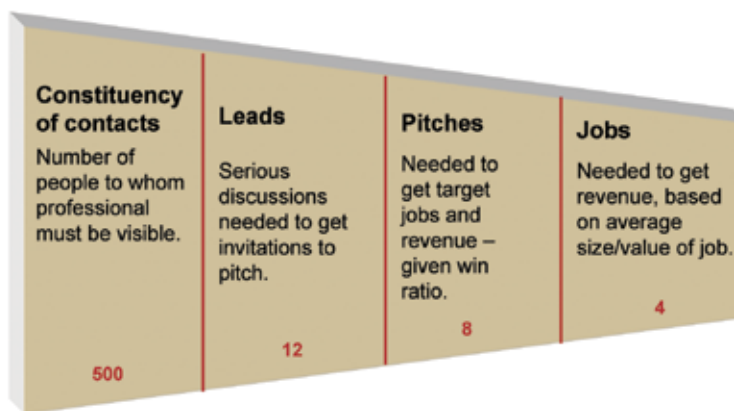 Constituency
of contacts
Number of
people to whom
professional
must be visible.
500
Leads
Serious
discussions
needed to get
invitations to
pitch.
12
Pitches
Needed to
get target
jobs and
revenue –
given win
ratio.
8
Jobs
Needed to get
revenue, based
on average
size/value of job.
4